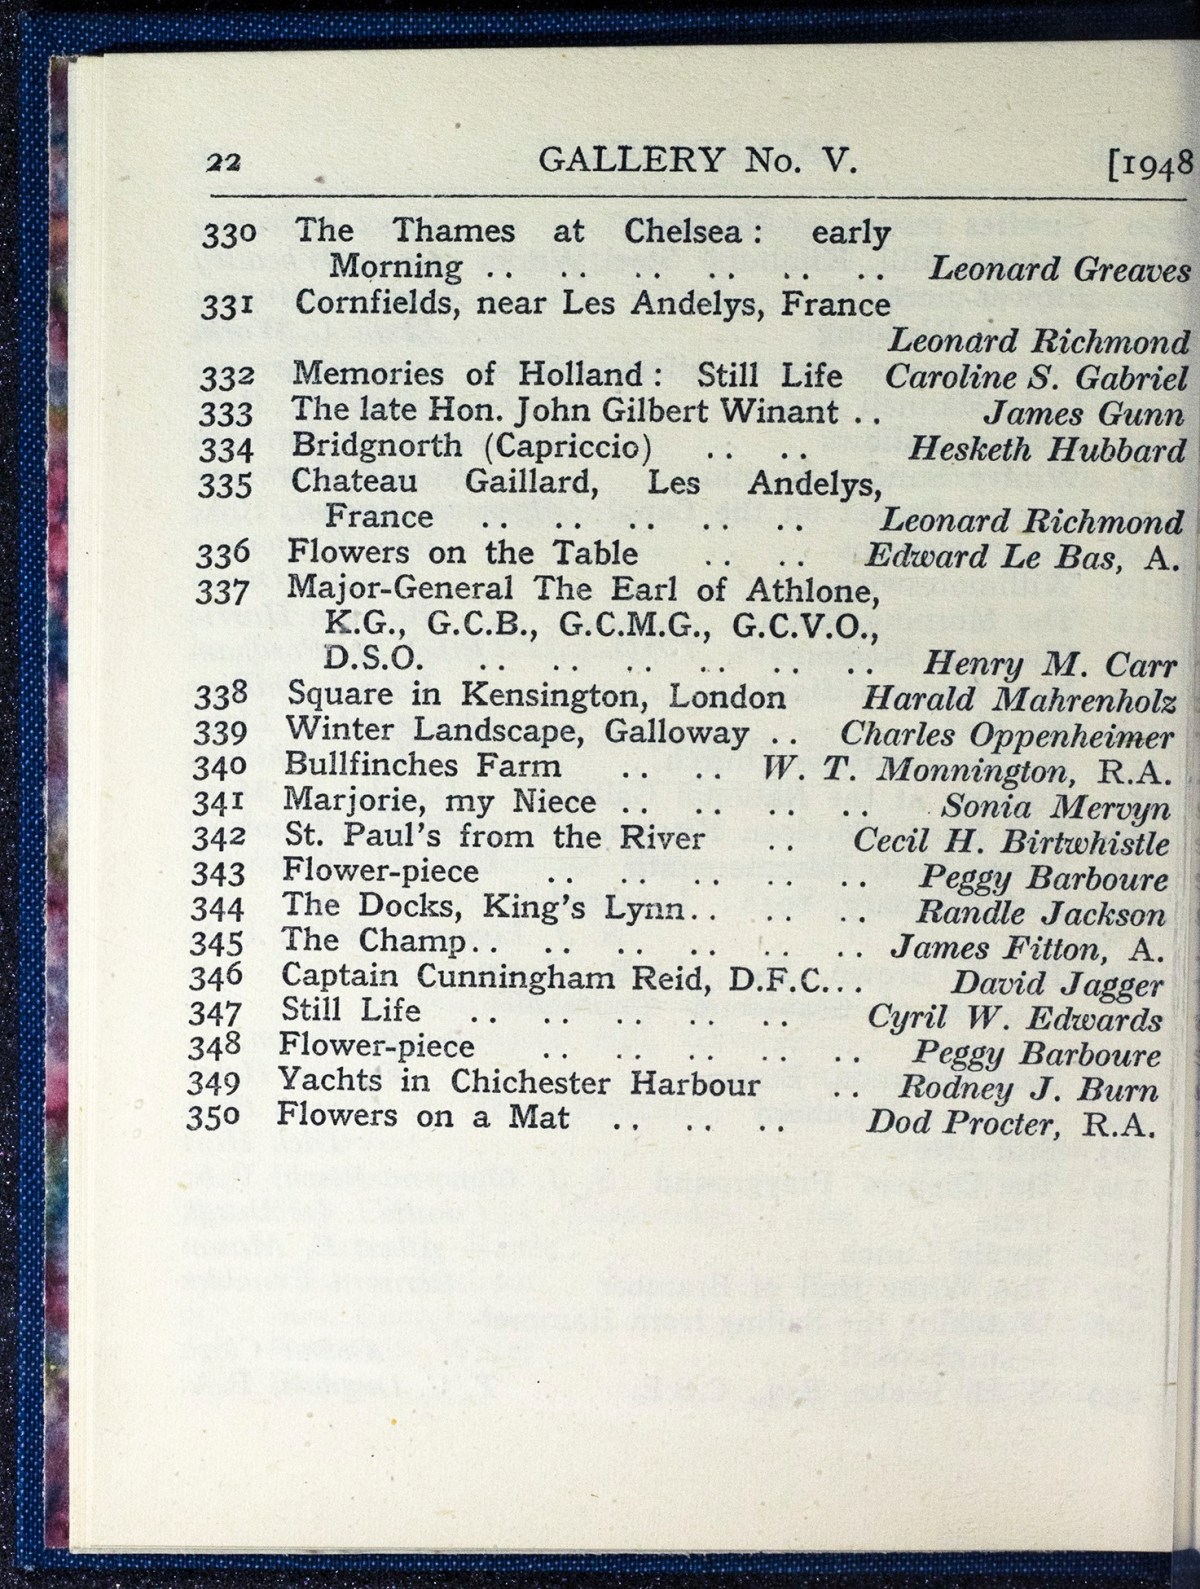 22 GALLERY No. V. [1948
330 The Thames at Chelsea : early
Morning .. .. .. .. .. .. Leonard Greaves
331 Cornfields, near Les Andelys, France
Leonard Richmond
332 Memories of Holland : Still Life Caroline S. Gabriel
333 The late Hon. John Gilbert Winant .. James Gunn
334 Bridgnorth (Capriccio) .. .. Hesketh Hubbard
335 Chateau Gaillard, Les Andelys,
France .. .. .. .. .. Leonard Richmond
336 Flowers on the Table .. .. Edward Le Bas, A.
337 Major-General The Earl of Athlone,
K.G., G.C.B., G.C.M.G., G.C.V.O.,
D.S.O. .. .. .. .. .. .. Henry M. Carr
338 Square in Kensington, London Harald Mahrenholz
339 Winter Landscape, Galloway .. Charles Oppenheimer
340 Bullfinches Farm .. .. W. T. Monnington, R.A.
341 Marjorie, my Niece .. .. .. .. Sonia Mervyn
342 St. Paul's from the River .. Cecil H. Birtwhistle
343 Flower-piece .. .. .. .. .. Peggy Barboure
344 The Docks, King's Lynn.. .. .. Randle Jackson
345 The Champ.. .. .. .. .. .. James Fitton, A.
346 Captain Cunningham Reid, D.F.C... David Jagger
347 Still Life .. .. .. .. .. Cyril W. Edwards
348 Flower-piece .. .. .. .. .. Peggy Barboure
349 Yachts in Chichester Harbour .. Rodney J. Burn
350 Flowers on a Mat .. .. .. Dod Procter, R.A.